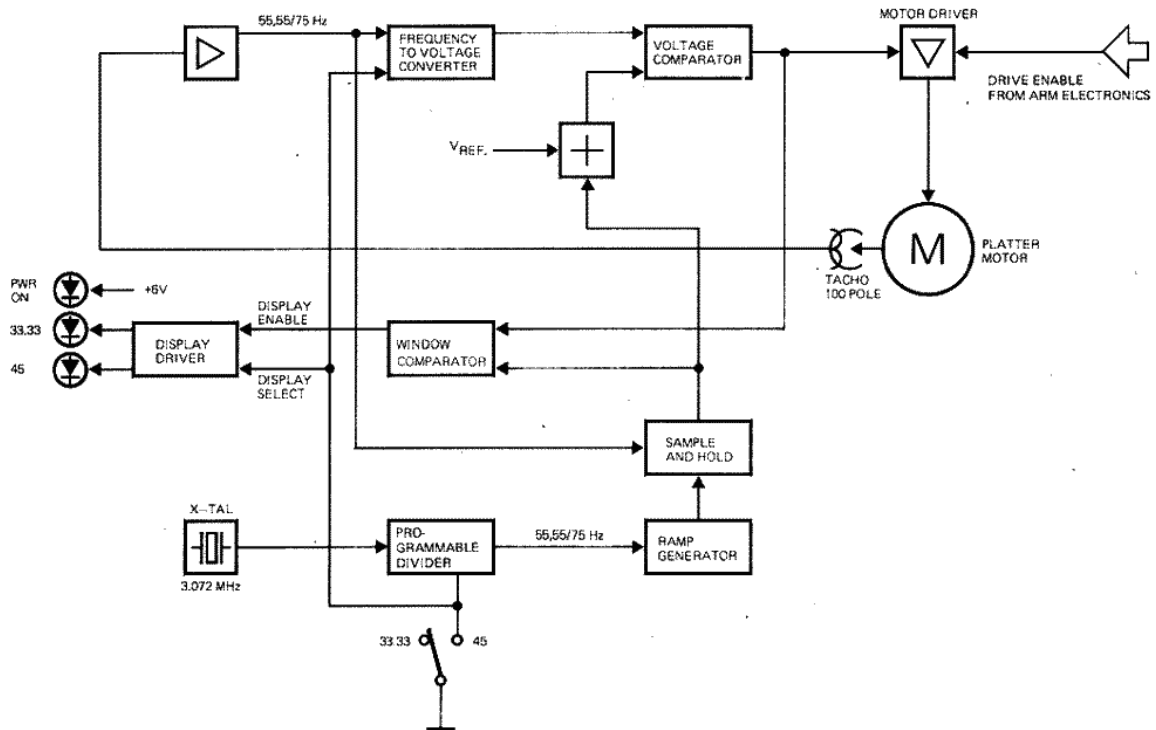 55,55/75 Hz
FREQUENCY
TO VOLTAGE
CONVERTER
VOLTAGE
COMPARATOR
MOTOR DRIVER
DRIVE ENABLE
FROM ARM ELECTRONICS
VREF.
M
PLATTER
MOTOR
TACHO
100 POLE
PWR
ON
+6V
33.33
45
DISPLAY
DRIVER
DISPLAY
ENABLE
DISPLAY
SELECT
WINDOW
COMPARATOR
SAMPLE
AND HOLD
X-TAL
3.072 MHz
PRO-
GRAMMABLE
DIVIDER
55,55/75 Hz
RAMP
GENERATOR
33 33
45